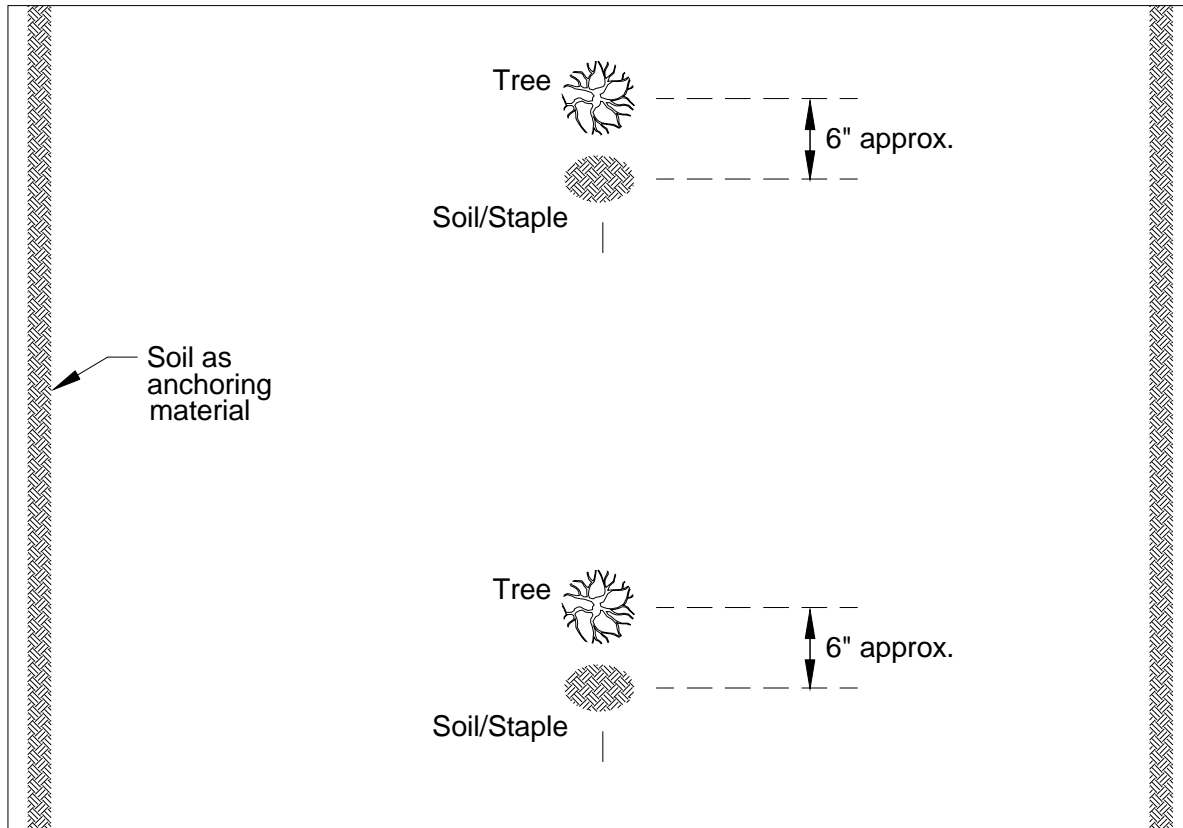 Tree
6" approx.
Soil/Staple
Soil as
anchoring
material
Tree
6" approx.
Soil/Staple